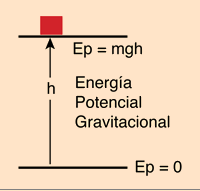 Ep = mgh
h
Energía
Potencial
Gravitacional
Ep = 0